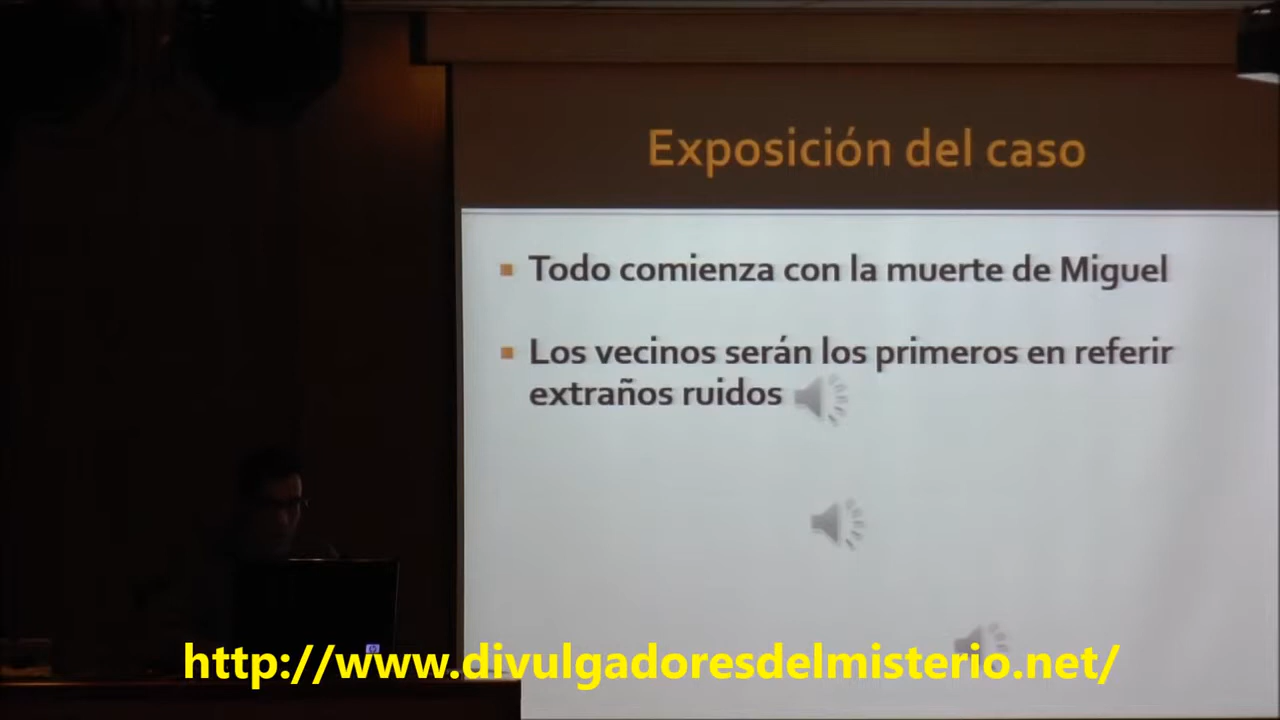 Exposición del caso
Todo comienza con la muerte de Miguel
Los vecinos serán los primeros en referir
extraños ruidos
http://www.divulgadoresdelmisterio.net/